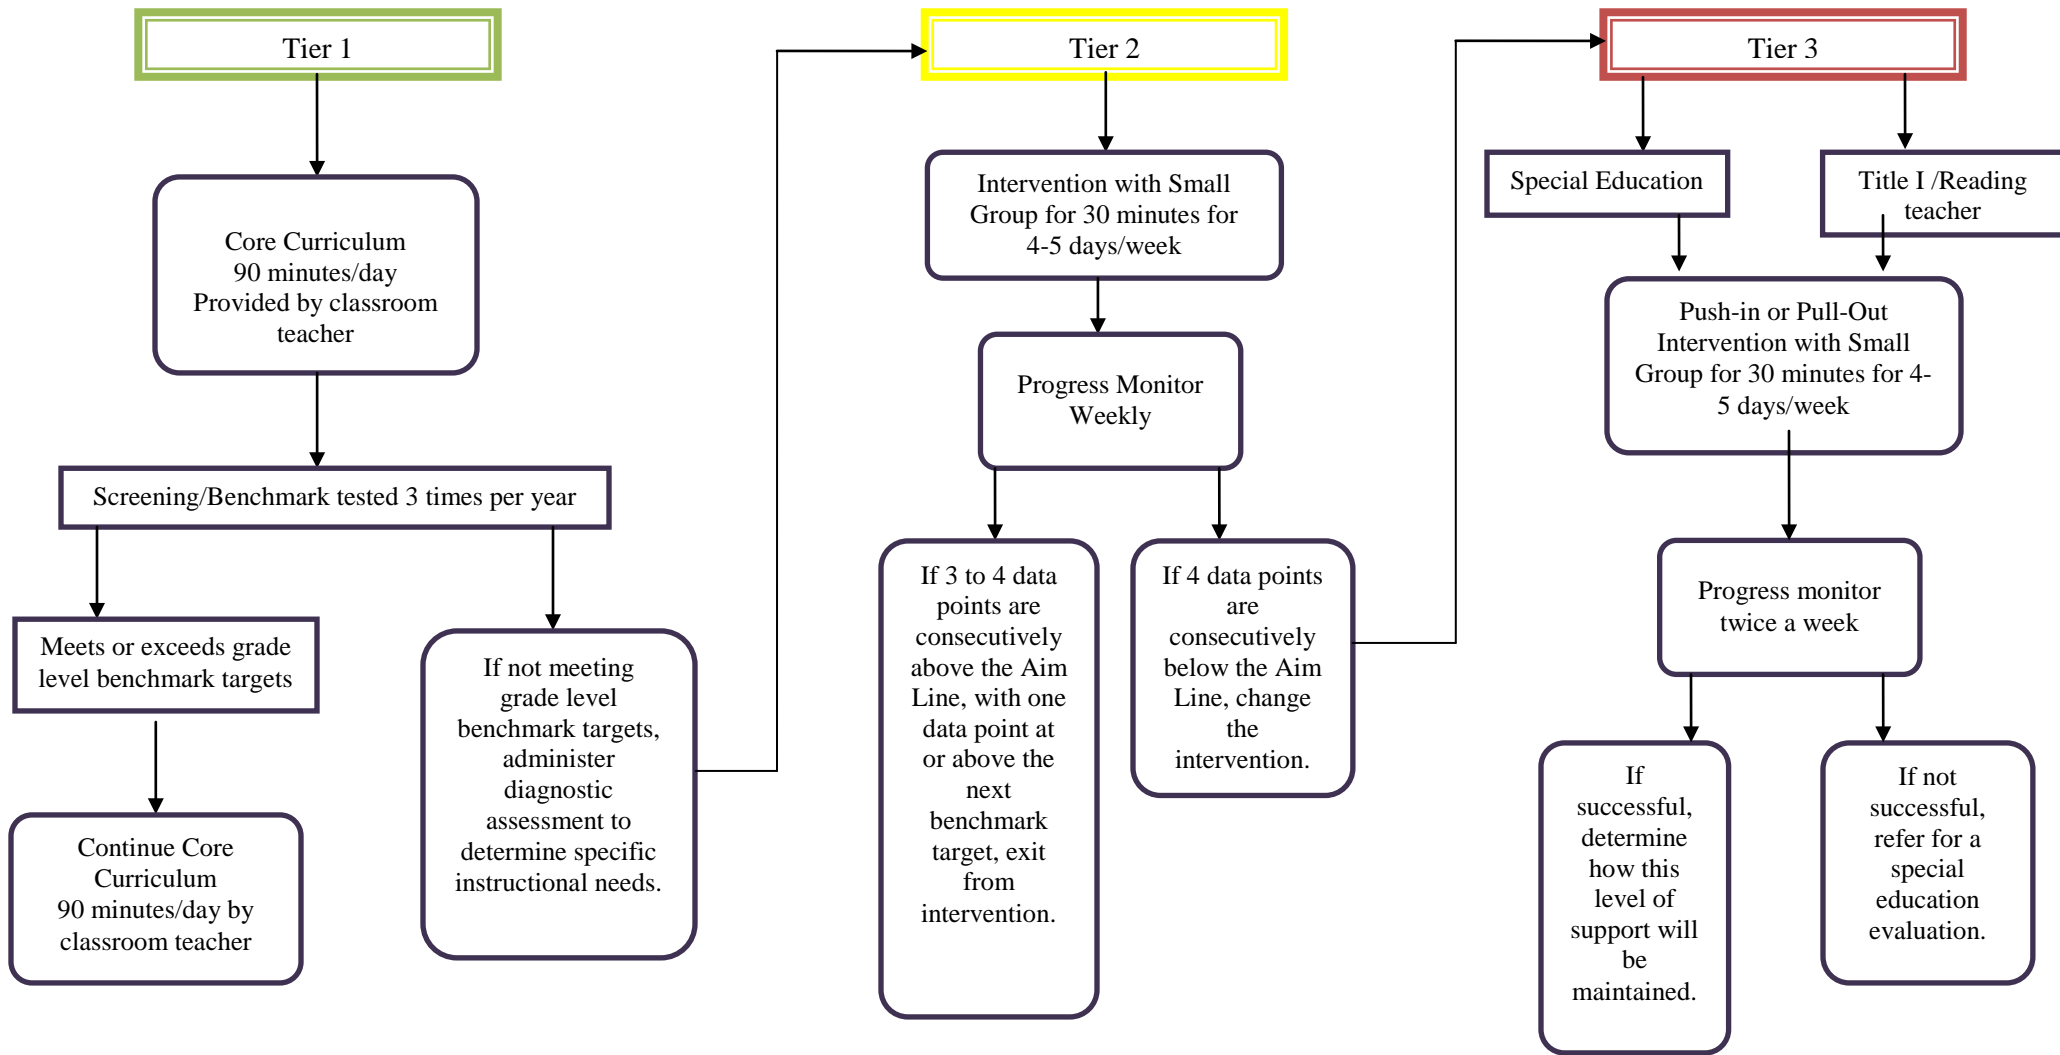 Tier 1
Core Curriculum
90 minutes/day
Provided by classroom
teacher
Screening/Benchmark tested 3 times per year
Meets or exceeds grade
level benchmark targets
Continue Core
Curriculum
90 minutes/day by
classroom teacher
If not meeting
grade level
benchmark targets,
administer
diagnostic
assessment to
determine specific
instructional needs.
Tier 2
Intervention with Small
Group for 30 minutes for
4-5 days/week
Progress Monitor
Weekly
If 3 to 4 data
points are
consecutively
above the Aim
Line, with one
data point at
or above the
next
benchmark
target, exit
from
intervention.
If 4 data points
are
consecutively
below the Aim
Line, change
the
intervention.
Tier 3
Special Education
Title I /Reading
teacher
Push-in or Pull-Out
Intervention with Small
Group for 30 minutes for 4-
5 days/week
Progress monitor
twice a week
If
successful,
determine
how this
level of
support will
be
maintained.
If not
successful,
refer for a
special
education
evaluation.